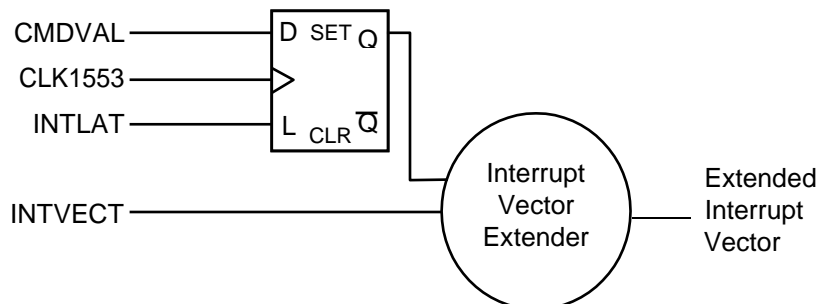 CMDVAL
D SET Q
CLK1553
INTLAT
L CLR Q̅
INTVECT
Interrupt
Vector
Extender
Extended
Interrupt
Vector